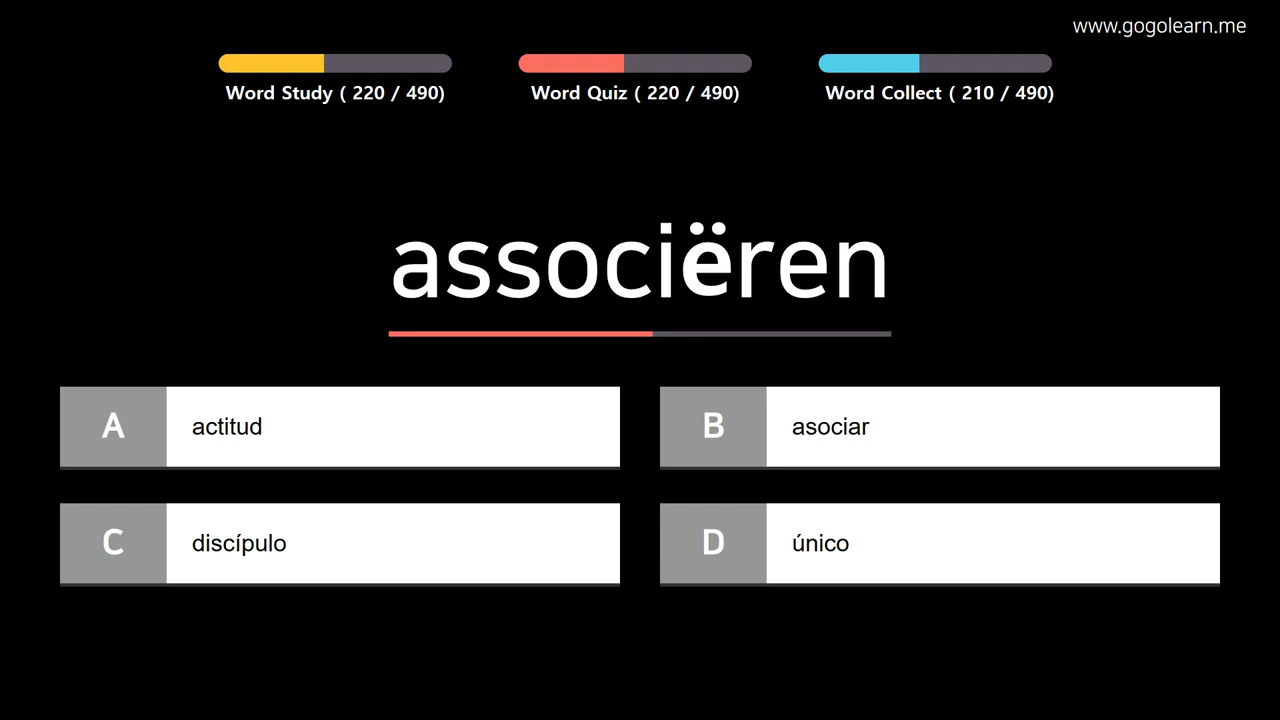 www.gogolearn.me
Word Study ( 220 / 490)
Word Quiz ( 220 / 490)
Word Collect ( 210 / 490)
associëren
A actitud
B asociar
C discípulo
D único